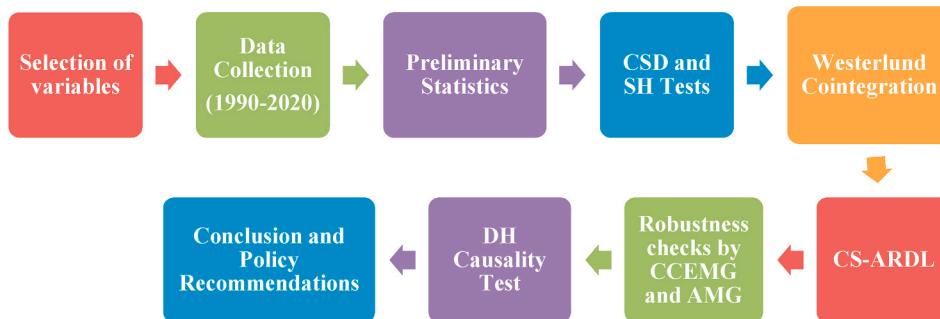 Selection of
variables
Data
Collection
(1990-2020)
Preliminary
Statistics
CSD and
SH Tests
Westerlund
Cointegration
CS-ARDL
Robustness
checks by
CCEMG
and AMG
DH
Causality
Test
Conclusion and
Policy
Recommendations